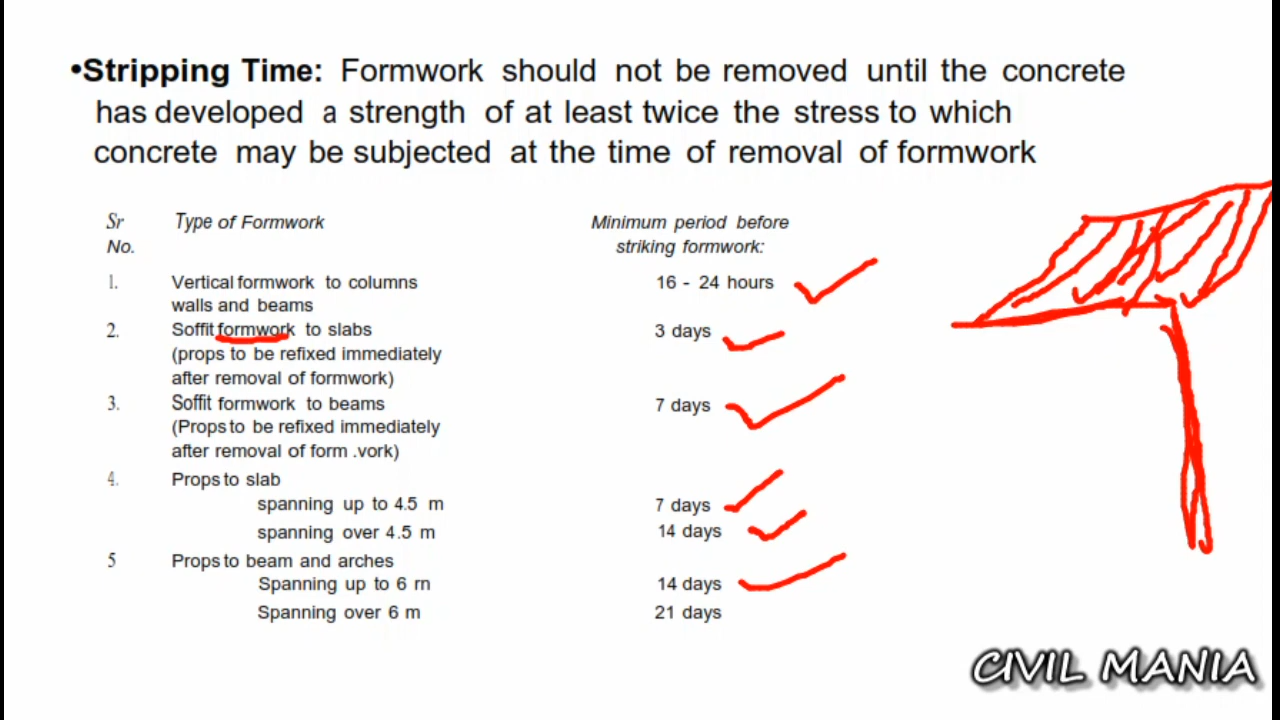 •Stripping Time: Formwork should not be removed until the concrete
has developed a strength of at least twice the stress to which
concrete may be subjected at the time of removal of formwork
Sr Type of Formwork Minimum period before
No. striking formwork:
1. Vertical formwork to columns 16 - 24 hours
walls and beams
2. Soffit formwork to slabs 3 days
(props to be refixed immediately
after removal of formwork)
3. Soffit formwork to beams 7 days
(Props to be refixed immediately
after removal of form .vork)
4. Props to slab
spanning up to 4.5 m 7 days
spanning over 4.5 m 14 days
5 Props to beam and arches
Spanning up to 6 rn 14 days
Spanning over 6 m 21 days
CIVIL MANIA